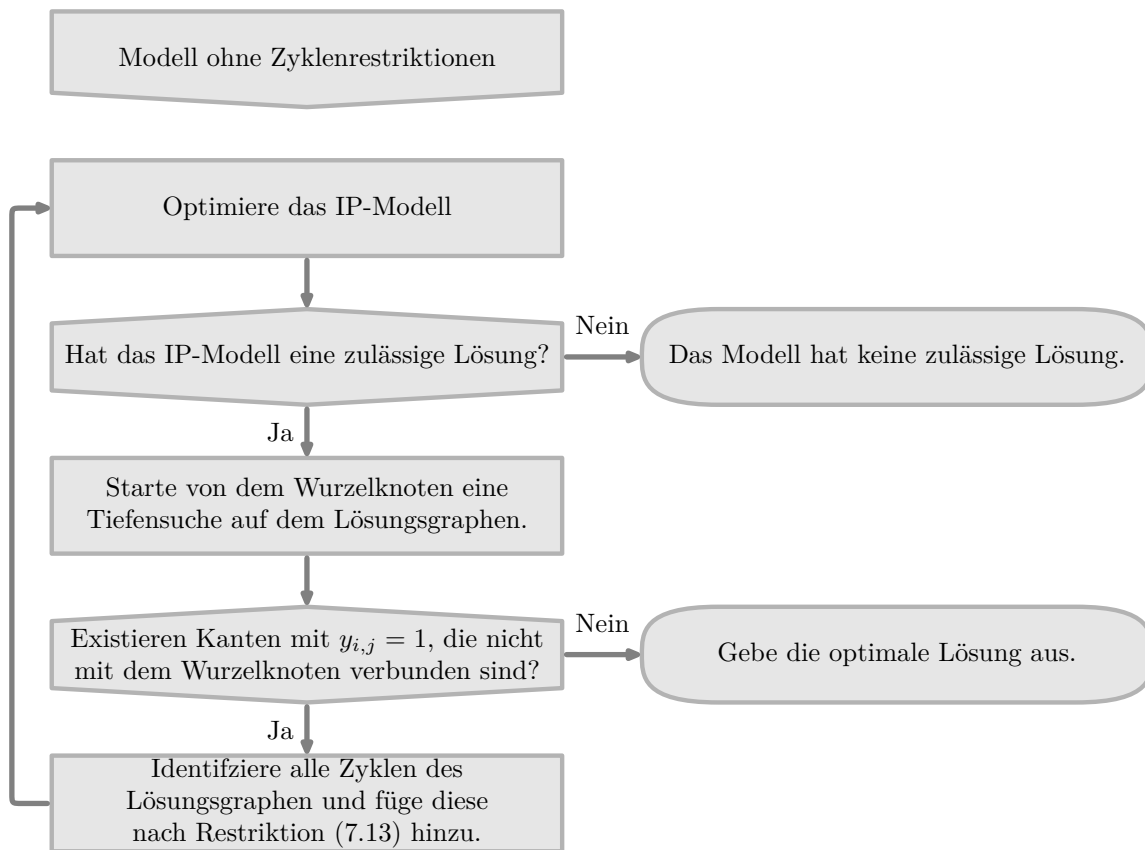 Modell ohne Zyklenrestriktionen
Optimiere das IP-Modell
Hat das IP-Modell eine zulässige Lösung?
Nein
Das Modell hat keine zulässige Lösung.
Ja
Starte von dem Wurzelknoten eine
Tiefensuche auf dem Lösungsgraphen.
Existieren Kanten mit $y_{i,j} = 1$, die nicht
mit dem Wurzelknoten verbunden sind?
Nein
Gebe die optimale Lösung aus.
Ja
Identifziere alle Zyklen des
Lösungsgraphen und füge diese
nach Restriktion (7.13) hinzu.